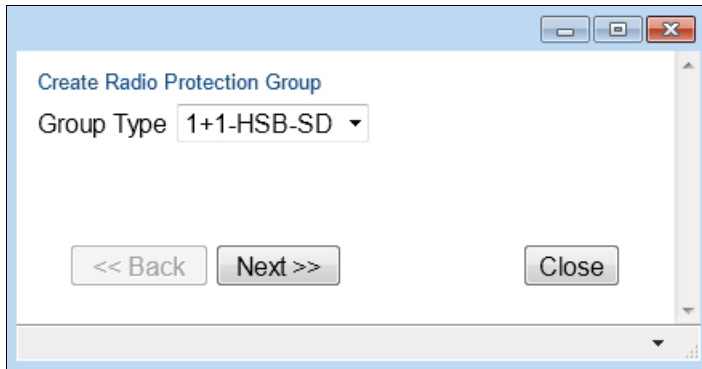 Create Radio Protection Group
Group Type 1+1-HSB-SD
<< Back Next >> Close